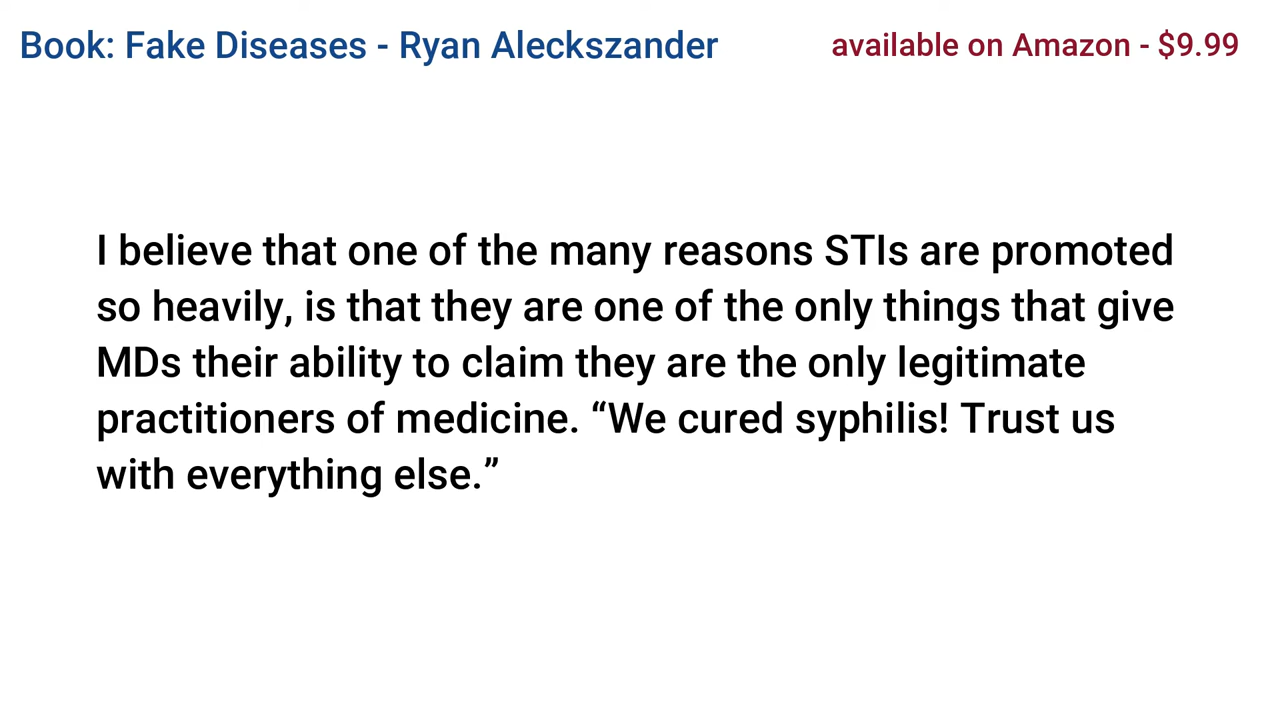 Book: Fake Diseases - Ryan Aleckszander
available on Amazon - $9.99
I believe that one of the many reasons STIs are promoted
so heavily, is that they are one of the only things that give
MDs their ability to claim they are the only legitimate
practitioners of medicine. “We cured syphilis! Trust us
with everything else.”